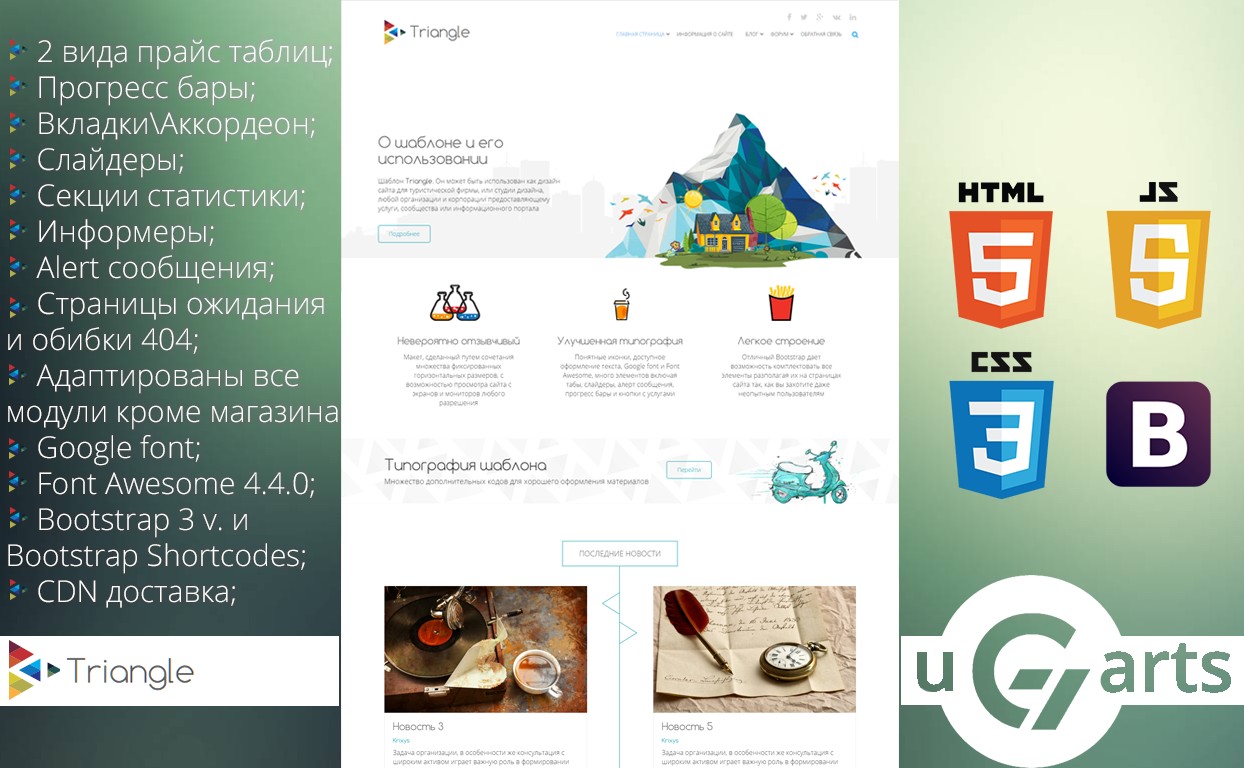 2 вида прайс таблиц;
Прогресс бары;
Вкладки\Аккордеон;
Слайдеры;
Секции статистики;
Информеры;
Alert сообщения;
Страницы ожидания
и обибки 404;
Адаптированы все
модули кроме магазина
Google font;
Font Awesome 4.4.0;
Bootstrap 3 v. и
Bootstrap Shortcodes;
CDN доставка;
Triangle
Triangle
ГЛАВНАЯ СТРАНИЦА ИНФОРМАЦИЯ О САЙТЕ БЛОГ ФОРУМ ОБРАТНАЯ СВЯЗЬ
О шаблоне и его
использовании
Шаблон Triangle. Он может быть использован как дизайн
сайта для туристической фирмы, или студии дизайна,
любой организации и корпорации предоставляющему
услуги, сообщества или информационного портала
Подробнее
Невероятно отзывчивый
Макет, сделанный путем сочетания
множества фиксированных
горизонтальных размеров, с
возможностью просмотра сайта с
экранов и мониторов любого
разрешения
Улучшенная типография
Понятные иконки, доступное
оформление текста, Google font и Font
Awesome, много элементов включая
табы, слайдеры, алерт сообщения,
прогресс бары и кнопки с услугами
Легкое строение
Отличный Bootstrap дает
возможность комплектовать все
элементы разполагая их на страницах
сайта так, как вы захотите даже
неопытным пользователям
Типография шаблона
Множество дополнительных кодов для хорошего оформления материалов
Перейти
ПОСЛЕДНИЕ НОВОСТИ
Новость 3
Krixys
Задача организации, в особенности же консультация с
широким активом играет важную роль в формировании
Новость 5
Krixys
Задача организации, в особенности же консультация с
широким активом играет важную роль в формировании
HTML
5
JS
5
CSS
3
B
u G arts